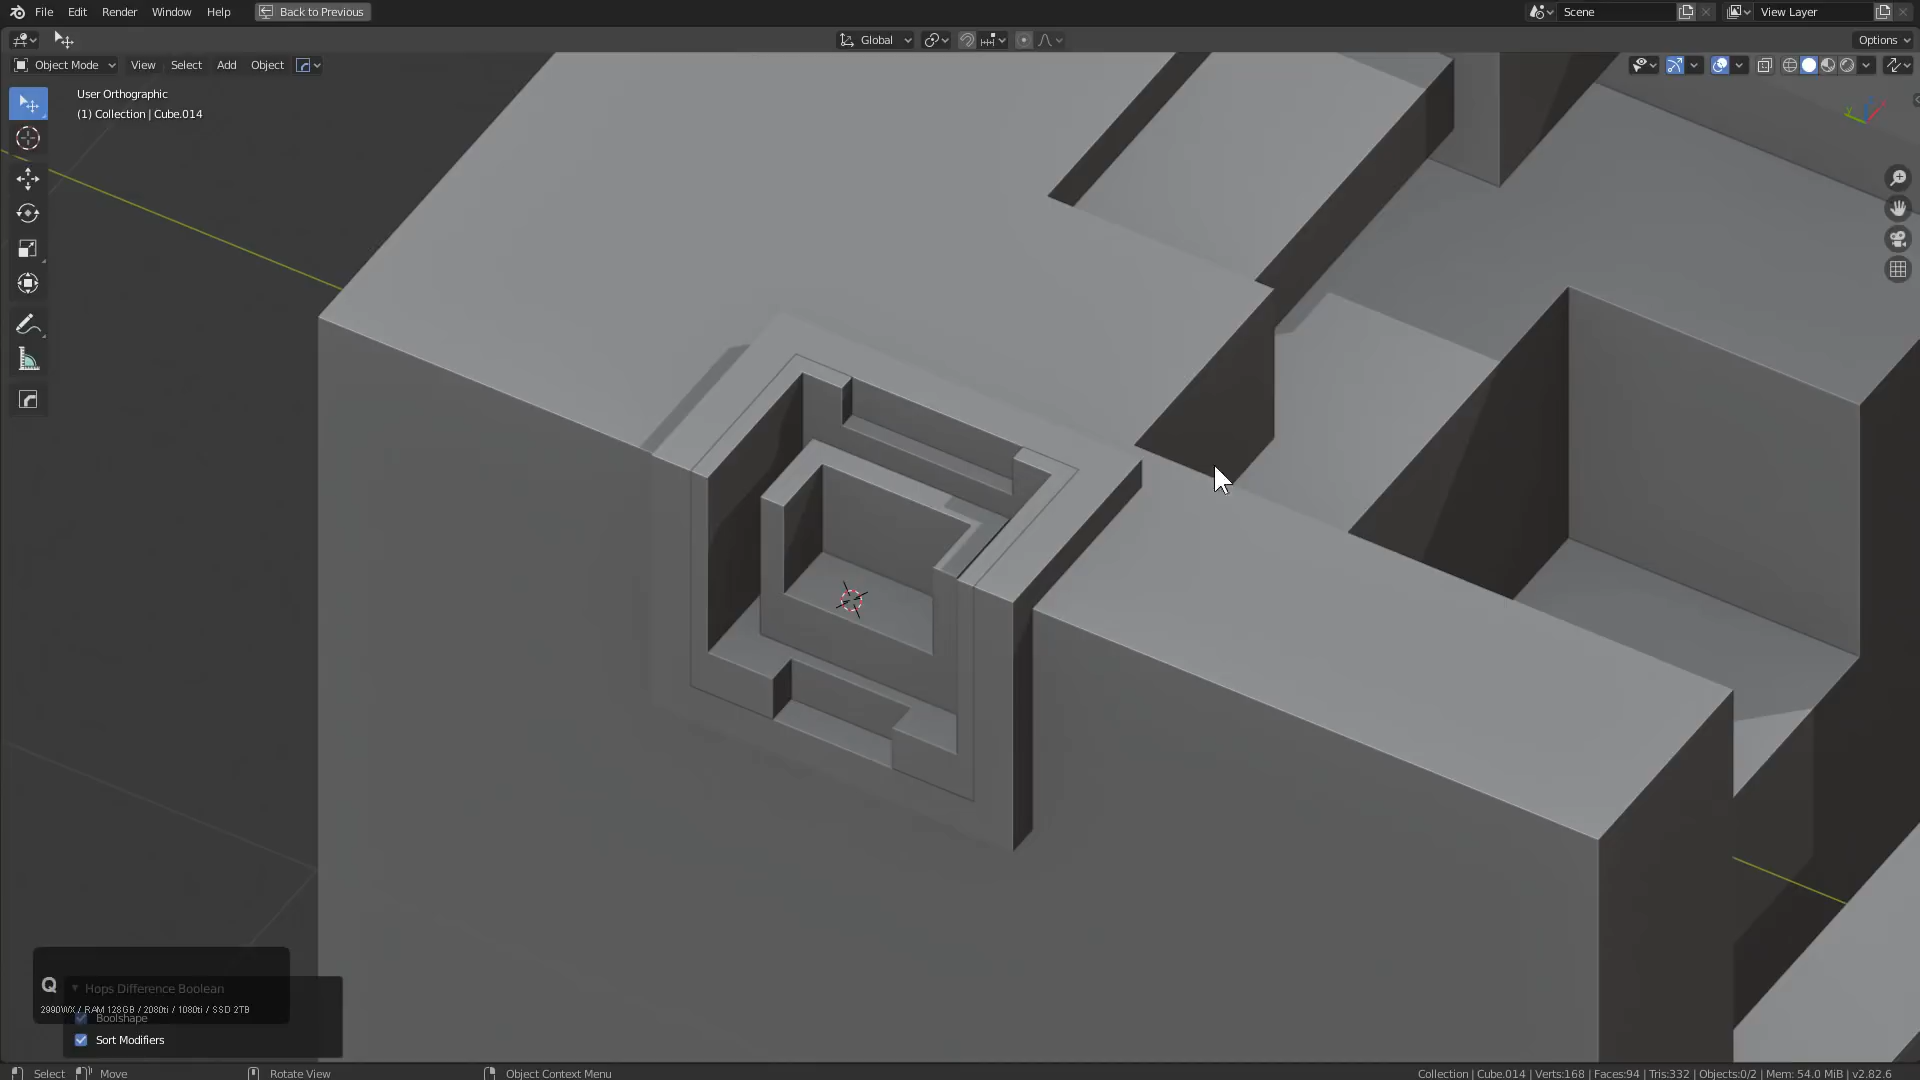 File Edit Render Window Help Back to Previous Scene View Layer
Global Options
Object Mode View Select Add Object
User Orthographic
(1) Collection | Cube.014
Q
Hops Difference Boolean
2990WX / RAM 128GB / 2080ti / 1080ti / SSD 2TB
Boolshape
Sort Modifiers
Select Move Rotate View Object Context Menu Collection | Cube.014 | Verts:168 | Faces:94 | Tris:332 | Objects:0/2 | Mem: 54.0 MiB | v2.82.6